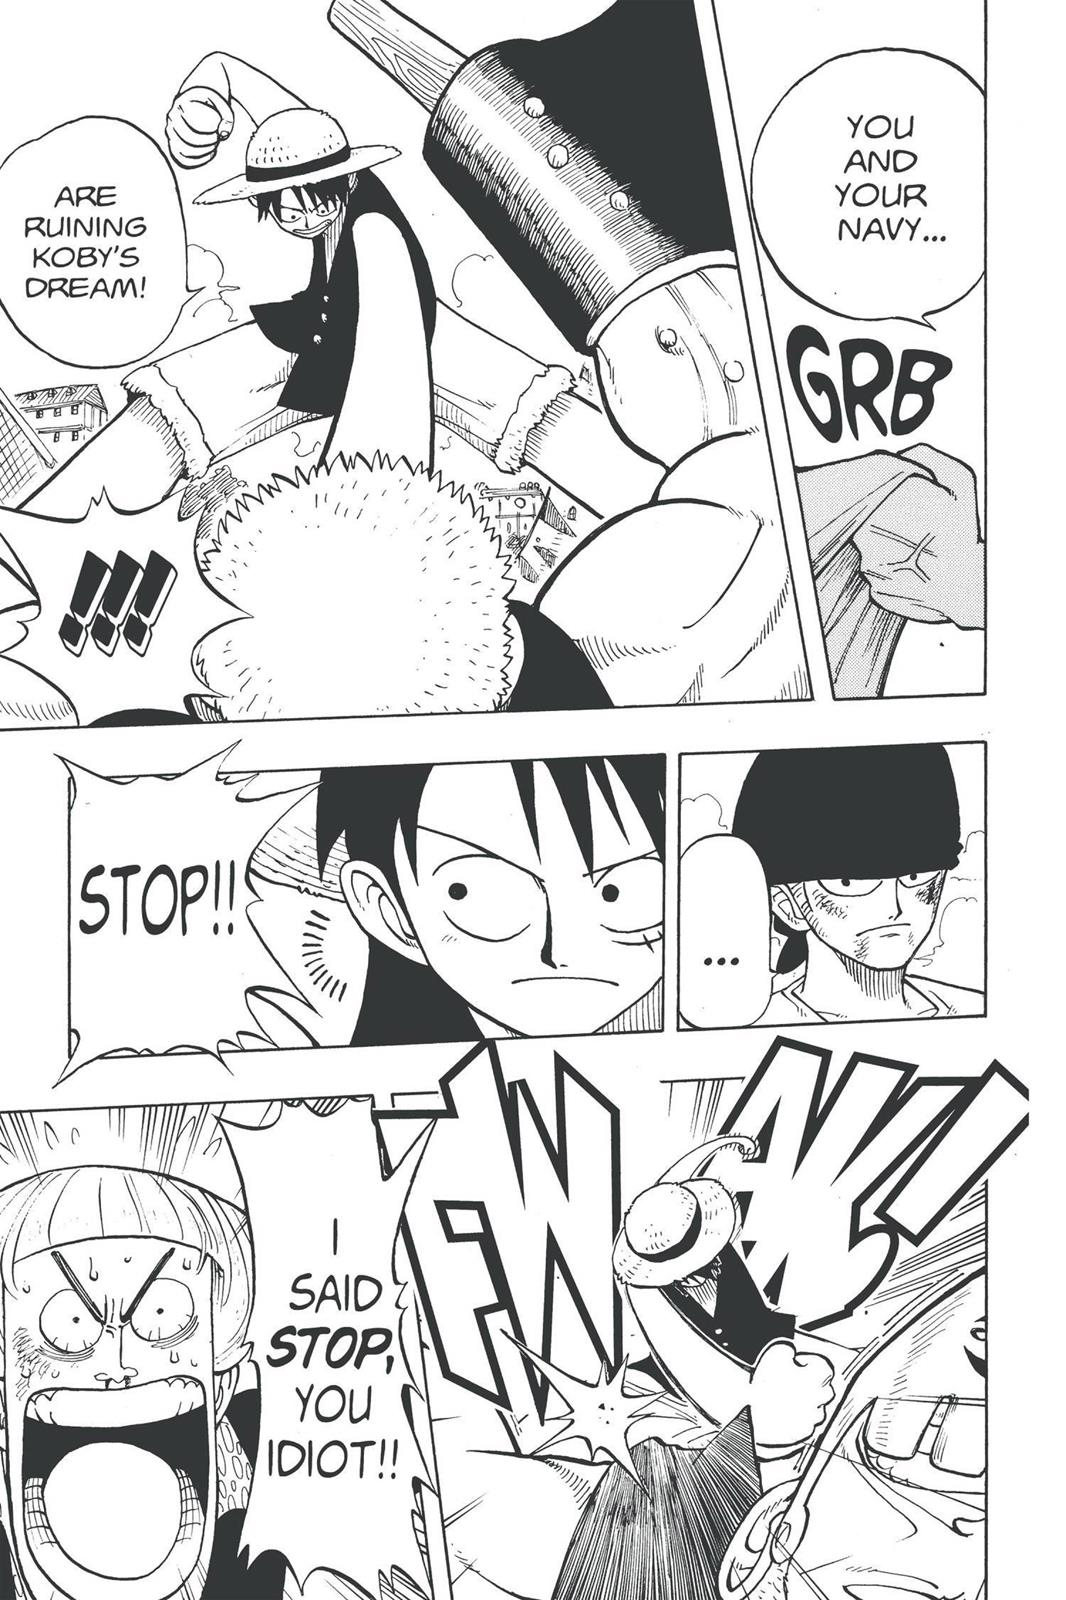 YOU
AND
YOUR
NAVY...
GRB
ARE
RUINING
KOBY'S
DREAM!
!!!
...
STOP!!
I
SAID
STOP,
YOU
IDIOT!!